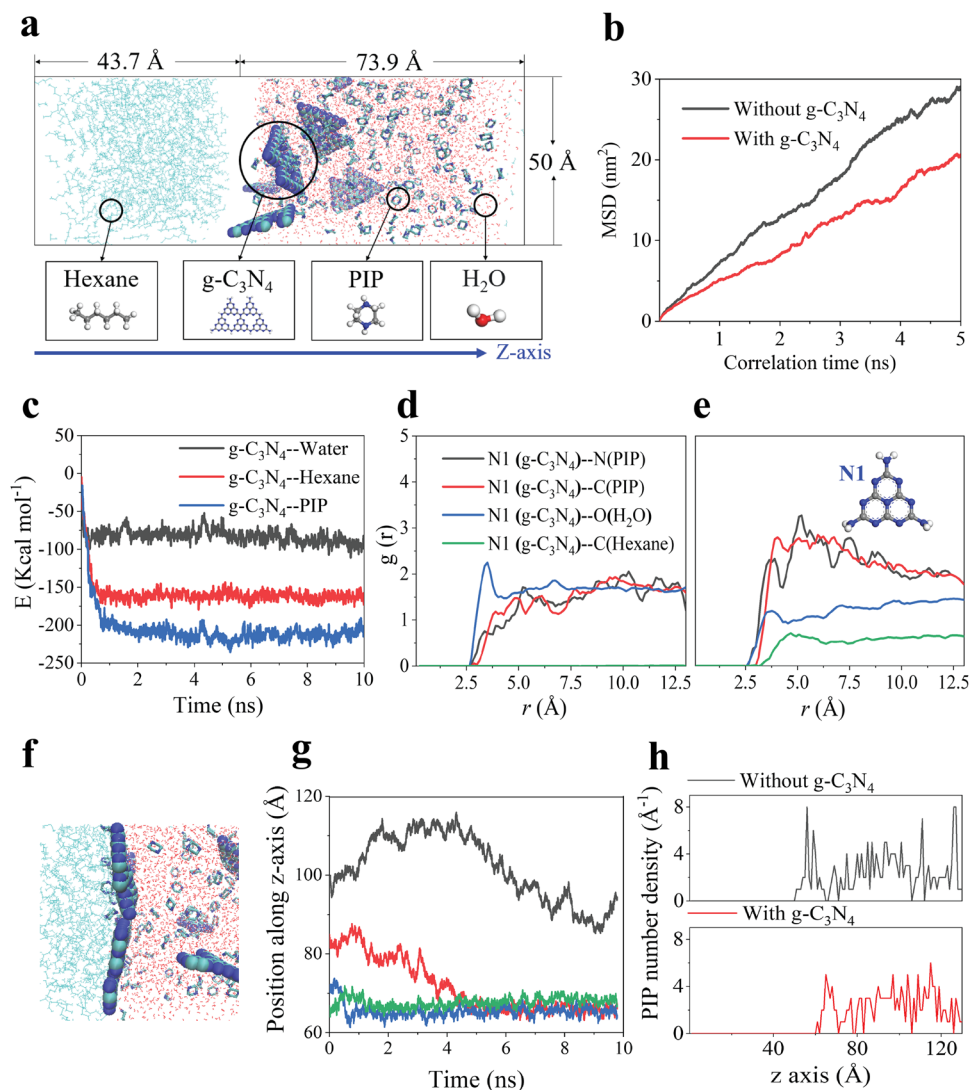 a
43.7 Å
73.9 Å
50 Å
Hexane
g-C₃N₄
PIP
H₂O
Z-axis
b
30
20
10
0
MSD (nm²)
Without g-C₃N₄
With g-C₃N₄
1
2
3
4
5
Correlation time (ns)
c
50
0
-50
-100
-150
-200
-250
E (Kcal mol⁻¹)
g-C₃N₄--Water
g-C₃N₄--Hexane
g-C₃N₄--PIP
0
2
4
6
8
10
Time (ns)
d
5
4
3
2
1
0
g (r)
N1 (g-C₃N₄)--N(PIP)
N1 (g-C₃N₄)--C(PIP)
N1 (g-C₃N₄)--O(H₂O)
N1 (g-C₃N₄)--C(Hexane)
2.5
5.0
7.5
10.0
12.5
r (Å)
e
N1
2.5
5.0
7.5
10.0
12.5
r (Å)
f
g
120
100
80
60
Position along z-axis (Å)
0
2
4
6
8
10
Time (ns)
h
Without g-C₃N₄
8
4
0
With g-C₃N₄
8
4
0
PIP number density (Å⁻¹)
40
80
120
z axis (Å)